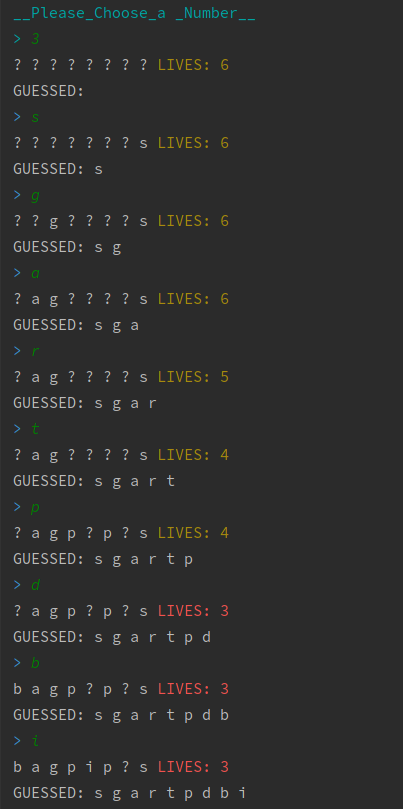 __Please_Choose_a _Number__
> 3
? ? ? ? ? ? ? ? LIVES: 6
GUESSED:
> s
? ? ? ? ? ? ? s LIVES: 6
GUESSED: s
> g
? ? g ? ? ? ? s LIVES: 6
GUESSED: s g
> a
? a g ? ? ? ? s LIVES: 6
GUESSED: s g a
> r
? a g ? ? ? ? s LIVES: 5
GUESSED: s g a r
> t
? a g ? ? ? ? s LIVES: 4
GUESSED: s g a r t
> p
? a g p ? p ? s LIVES: 4
GUESSED: s g a r t p
> d
? a g p ? p ? s LIVES: 3
GUESSED: s g a r t p d
> b
b a g p ? p ? s LIVES: 3
GUESSED: s g a r t p d b
> i
b a g p i p ? s LIVES: 3
GUESSED: s g a r t p d b i